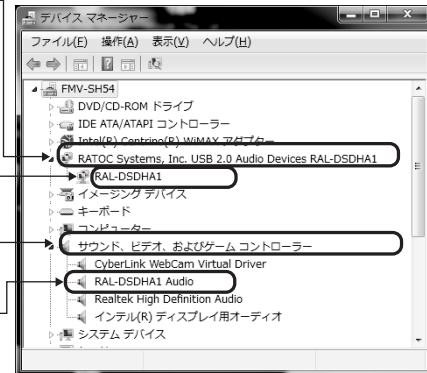 デバイス マネージャー
ファイル(F) 操作(A) 表示(V) ヘルプ(H)
FMV-SH54
DVD/CD-ROM ドライブ
IDE ATA/ATAPI コントローラー
Intel(R) Centrino(R) WiMAX アダプター
RATOC Systems, Inc. USB 2.0 Audio Devices RAL-DSDHA1
RAL-DSDHA1
イメージング デバイス
キーボード
コンピューター
サウンド、ビデオ、およびゲーム コントローラー
CyberLink WebCam Virtual Driver
RAL-DSDHA1 Audio
Realtek High Definition Audio
インテル(R) ディスプレイ用オーディオ
システム デバイス